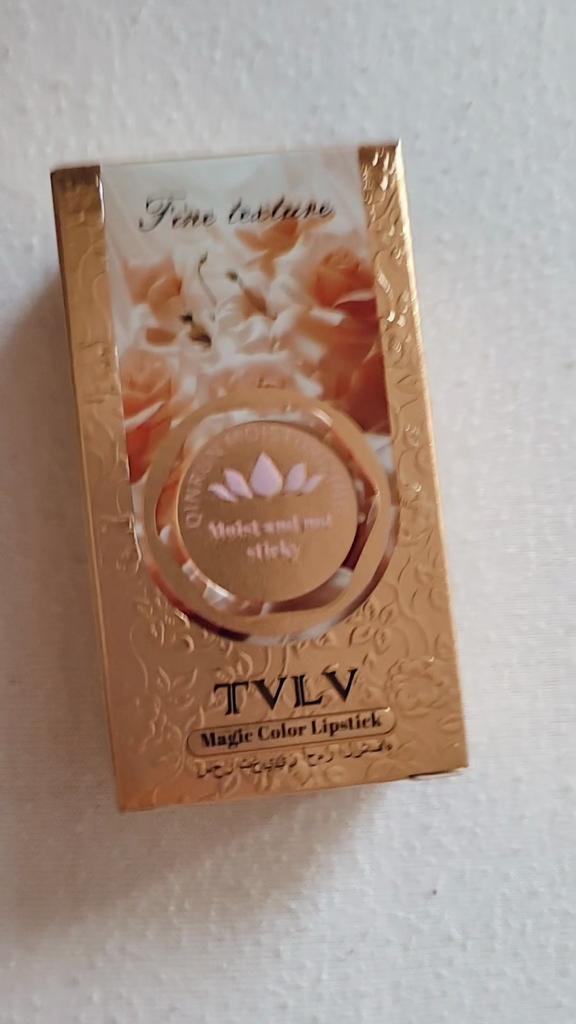 Fine texture
Moist and not
sticky
TVLV
Magic Color Lipstick